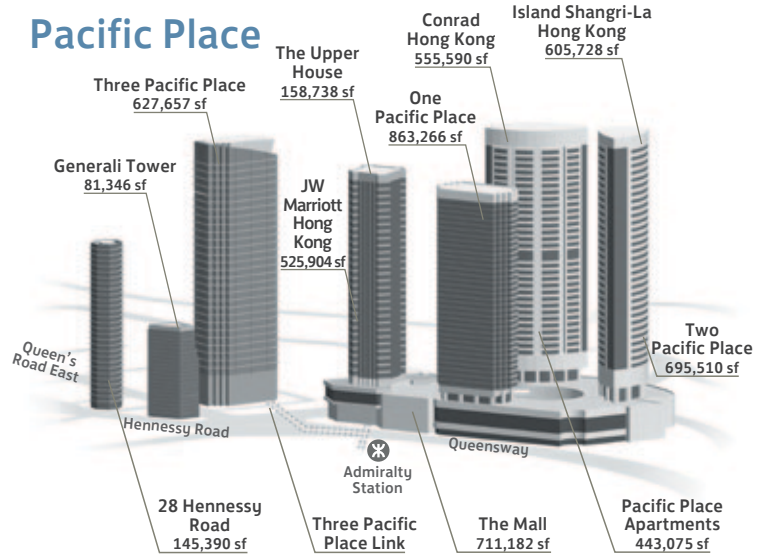 Pacific Place
Three Pacific Place
627,657 sf
Generali Tower
81,346 sf
The Upper
House
158,738 sf
JW
Marriott
Hong
Kong
525,904 sf
Conrad
Hong Kong
555,590 sf
One
Pacific Place
863,266 sf
Island Shangri-La
Hong Kong
605,728 sf
Two
Pacific Place
695,510 sf
Queen's
Road East
Hennessy Road
Queensway
Admiralty
Station
28 Hennessy
Road
145,390 sf
Three Pacific
Place Link
The Mall
711,182 sf
Pacific Place
Apartments
443,075 sf